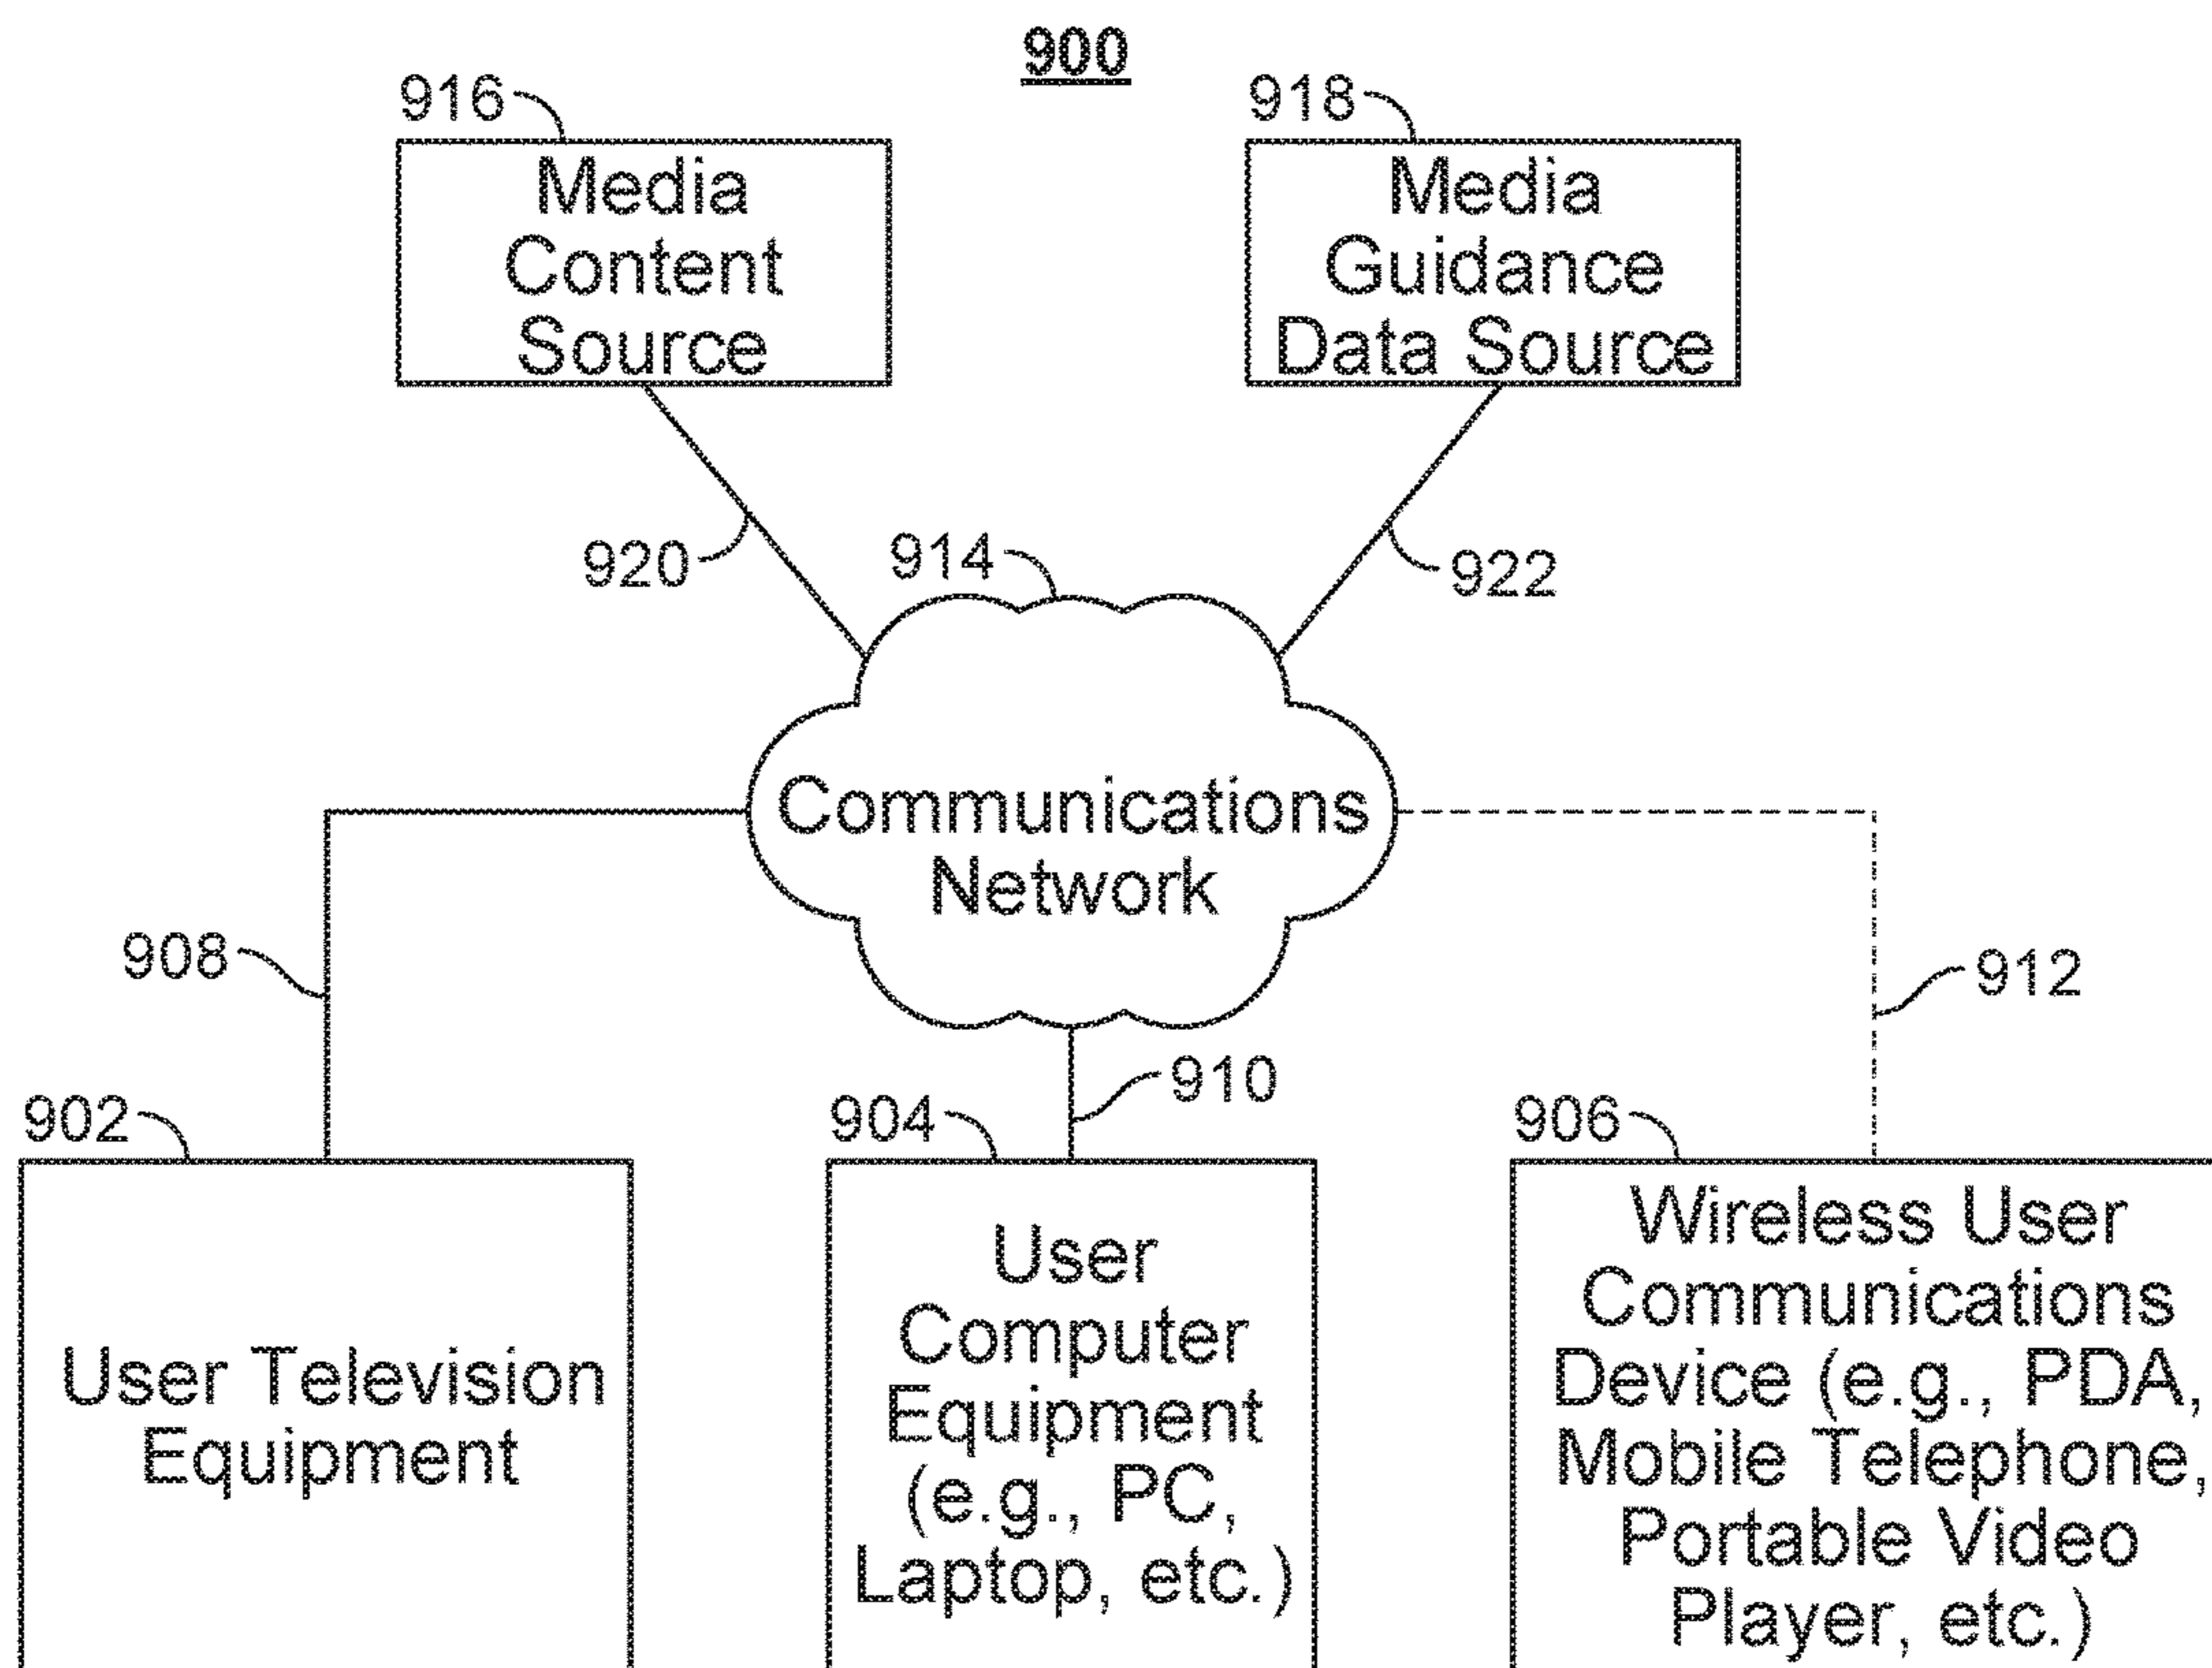 900
916
918
Media
Content
Source
Media
Guidance
Data Source
920
914
922
Communications
Network
908
912
910
902
904
906
User Television
Equipment
User
Computer
Equipment
(e.g., PC,
Laptop, etc.)
Wireless User
Communications
Device (e.g., PDA,
Mobile Telephone,
Portable Video
Player, etc.)